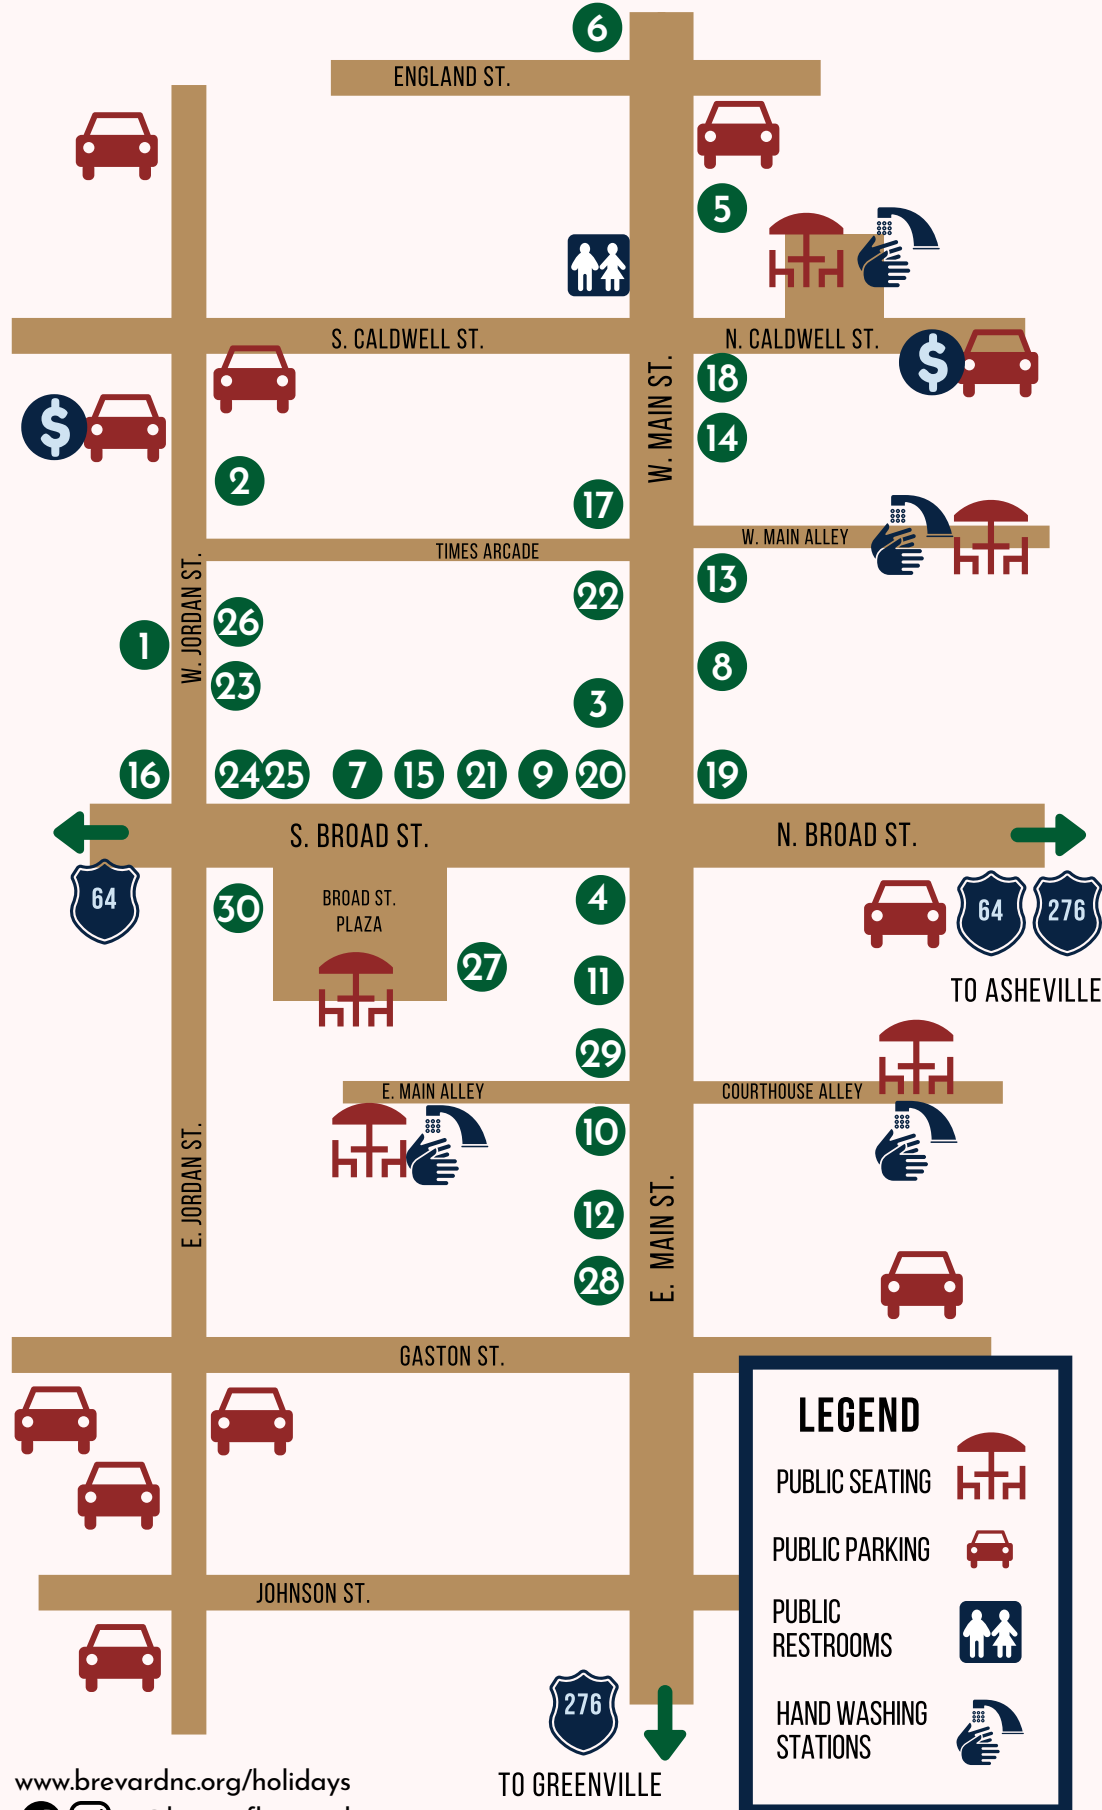 6
ENGLAND ST.
5
S. CALDWELL ST.
N. CALDWELL ST.
$
18
W. MAIN ST.
14
$
2
17
W. MAIN ALLEY
TIMES ARCADE
13
22
W. JORDAN ST.
26
1
8
23
3
16
24
25
7
15
21
9
20
19
S. BROAD ST.
N. BROAD ST.
64
30
BROAD ST.
PLAZA
4
64
276
27
11
TO ASHEVILLE
29
E. MAIN ALLEY
COURTHOUSE ALLEY
10
E. JORDAN ST.
12
E. MAIN ST.
28
GASTON ST.
LEGEND
PUBLIC SEATING
PUBLIC PARKING
PUBLIC
RESTROOMS
HAND WASHING
STATIONS
JOHNSON ST.
276
TO GREENVILLE
www.brevardnc.org/holidays